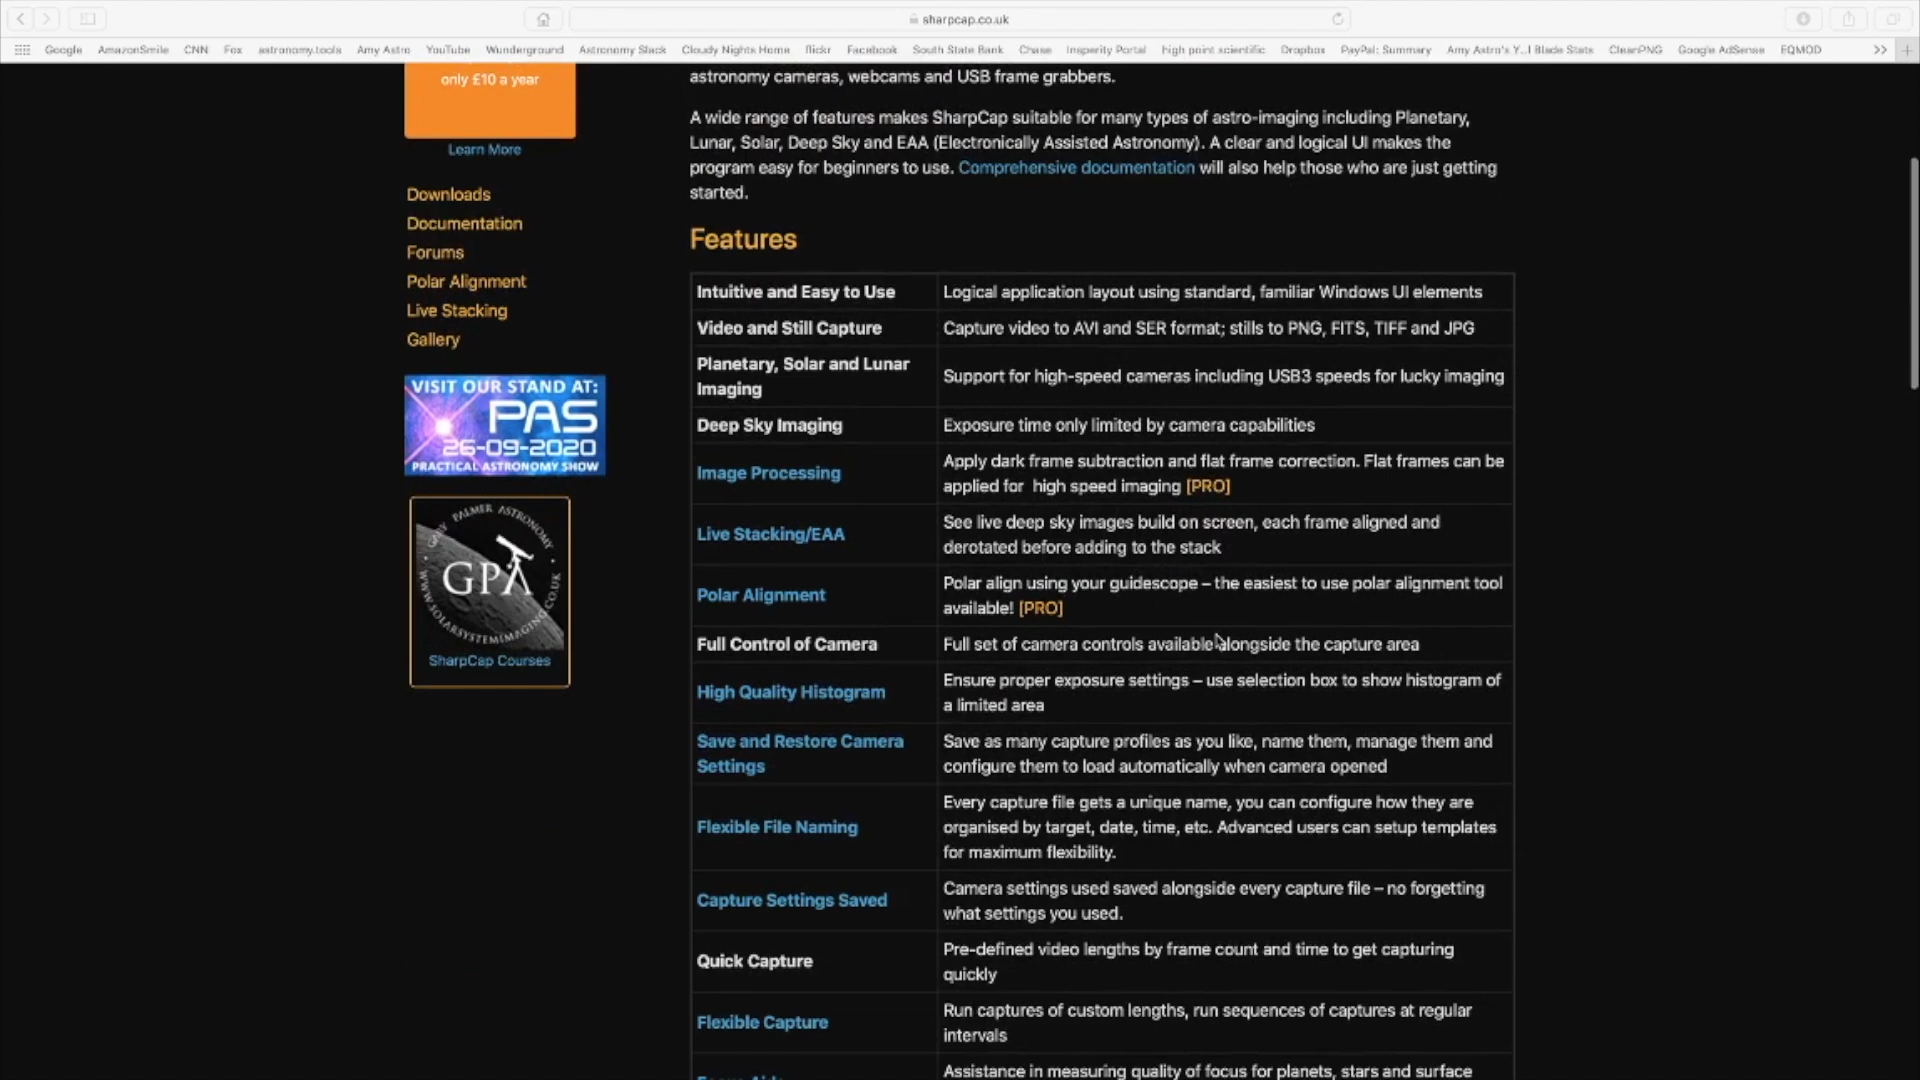 sharpcap.co.uk
Google AmazonSmile CNN Fox astronomy.tools Amy Astro YouTube Wunderground Astronomy Slack Cloudy Nights Home flickr Facebook South State Bank Chase Insperity Portal high point scientific Dropbox PayPal: Summary Amy Astro's Y...l Blade Stats CleanPNG Google AdSense EQMOD
only £10 a year
Learn More
Downloads
Documentation
Forums
Polar Alignment
Live Stacking
Gallery
VISIT OUR STAND AT:
PAS
26-09-2020
PRACTICAL ASTRONOMY SHOW
GARY PALMER ASTRONOMY
GPA
WWW.SOLARSYSTEMIMAGING.CO.UK
SharpCap Courses
astronomy cameras, webcams and USB frame grabbers.
A wide range of features makes SharpCap suitable for many types of astro-imaging including Planetary,
Lunar, Solar, Deep Sky and EAA (Electronically Assisted Astronomy). A clear and logical UI makes the
program easy for beginners to use. Comprehensive documentation will also help those who are just getting
started.
Features
Intuitive and Easy to Use
Logical application layout using standard, familiar Windows UI elements
Video and Still Capture
Capture video to AVI and SER format; stills to PNG, FITS, TIFF and JPG
Planetary, Solar and Lunar
Imaging
Support for high-speed cameras including USB3 speeds for lucky imaging
Deep Sky Imaging
Exposure time only limited by camera capabilities
Image Processing
Apply dark frame subtraction and flat frame correction. Flat frames can be
applied for high speed imaging [PRO]
Live Stacking/EAA
See live deep sky images build on screen, each frame aligned and
derotated before adding to the stack
Polar Alignment
Polar align using your guidescope – the easiest to use polar alignment tool
available! [PRO]
Full Control of Camera
Full set of camera controls available alongside the capture area
High Quality Histogram
Ensure proper exposure settings – use selection box to show histogram of
a limited area
Save and Restore Camera
Settings
Save as many capture profiles as you like, name them, manage them and
configure them to load automatically when camera opened
Flexible File Naming
Every capture file gets a unique name, you can configure how they are
organised by target, date, time, etc. Advanced users can setup templates
for maximum flexibility.
Capture Settings Saved
Camera settings used saved alongside every capture file – no forgetting
what settings you used.
Quick Capture
Pre-defined video lengths by frame count and time to get capturing
quickly
Flexible Capture
Run captures of custom lengths, run sequences of captures at regular
intervals
Assistance in measuring quality of focus for planets, stars and surface